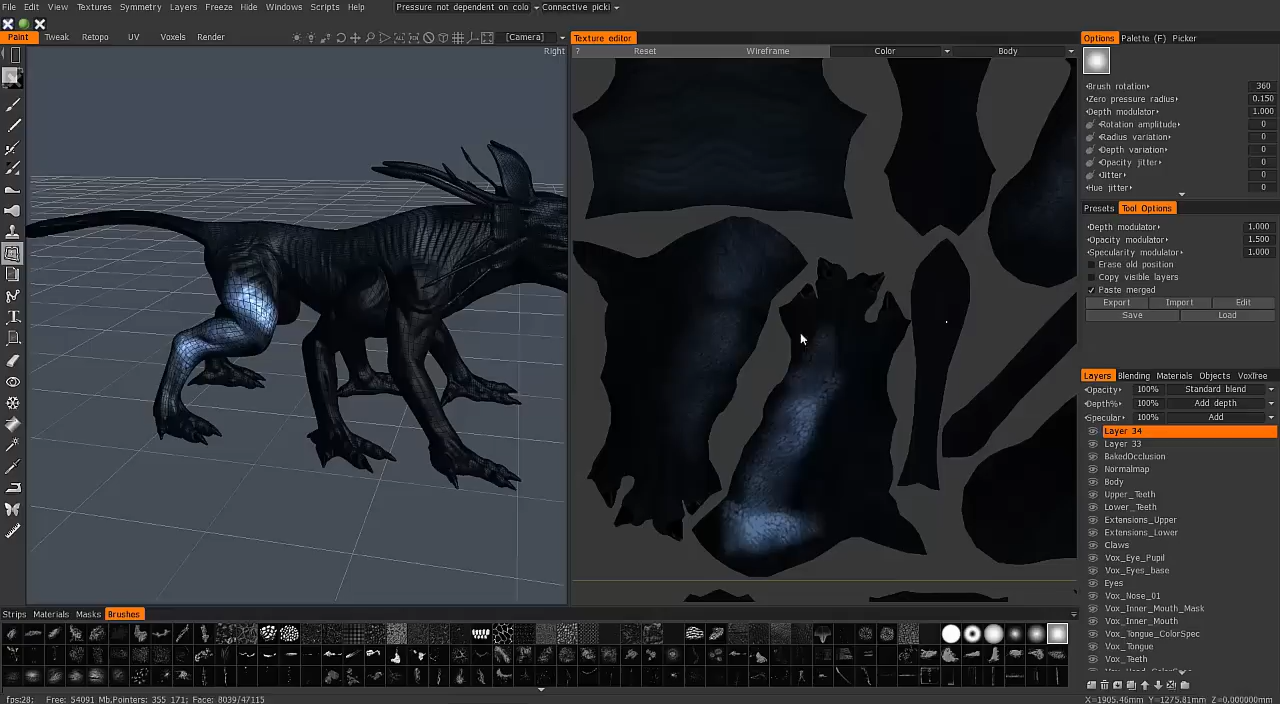 File Edit View Textures Symmetry Layers Freeze Hide Windows Scripts Help Pressure not dependent on colo Connective pickl
Paint Tweak Retopo UV Voxels Render [Camera] Texture editor Options Palette (F) Picker
Right 7 Reset Wireframe Color Body
Brush rotation 360
Zero pressure radius 0.150
Depth modulator 1.000
Rotation amplitude 0
Radius variation 0
Depth variation 0
Opacity jitter 0
Jitter 0
Hue jitter 0
Presets Tool Options
Depth modulator 1.000
Opacity modulator 1.500
Specularity modulator 1.000
Erase old position
Copy visible layers
Paste merged
Export Import Edit
Save Load
Layers Blending Materials Objects VoxTree
Opacity 100% Standard blend
Depth% 100% Add depth
Specular 100% Add
Layer 34
Layer 33
BakedOcclusion
Normalmap
Body
Upper_Teeth
Lower_Teeth
Extensions_Upper
Extensions_Lower
Claws
Vox_Eye_Pupil
Vox_Eyes_base
Eyes
Vox_Nose_01
Vox_Inner_Mouth_Mask
Vox_Inner_Mouth
Vox_Tongue_ColorSpec
Vox_Tongue
Vox_Teeth
Strips Materials Masks Brushes
fps:28; Free: 54091 Mb,Pointers: 355 171; Face: 8039/47115 X=1905.46mm Y=1275.81mm Z=0.000000mm